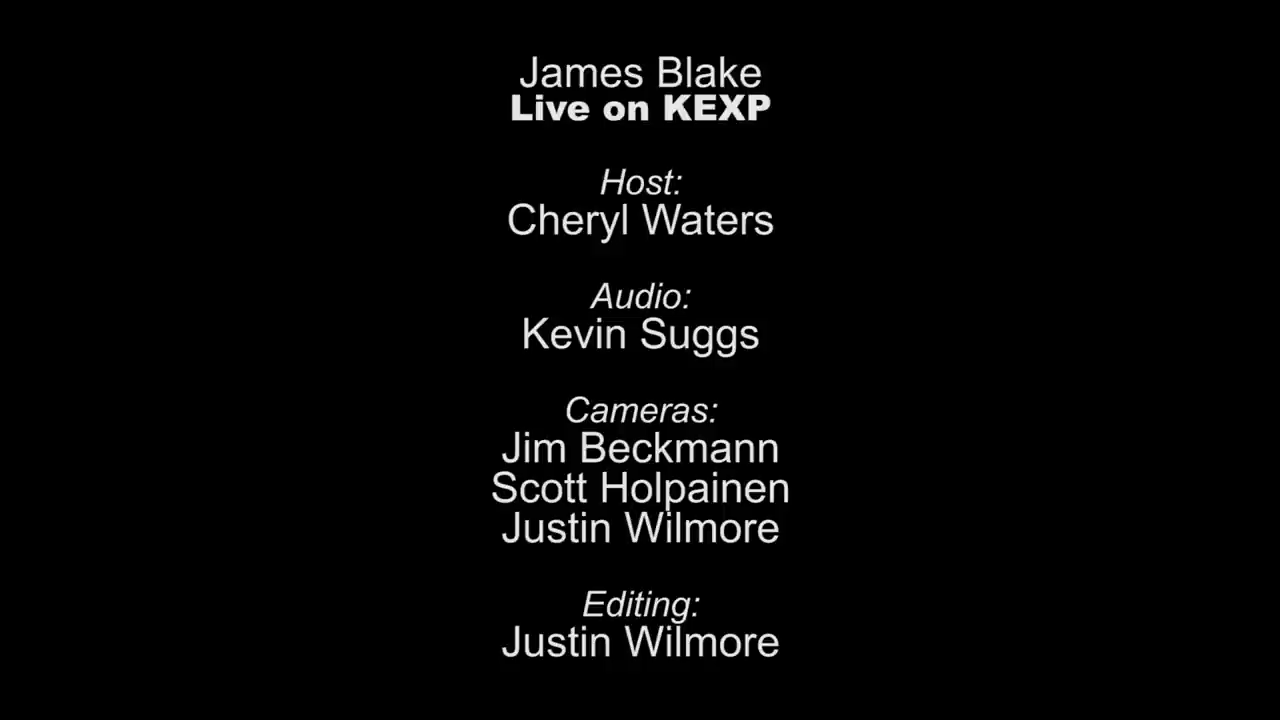 James Blake
Live on KEXP
Host:
Cheryl Waters
Audio:
Kevin Suggs
Cameras:
Jim Beckmann
Scott Holpainen
Justin Wilmore
Editing:
Justin Wilmore